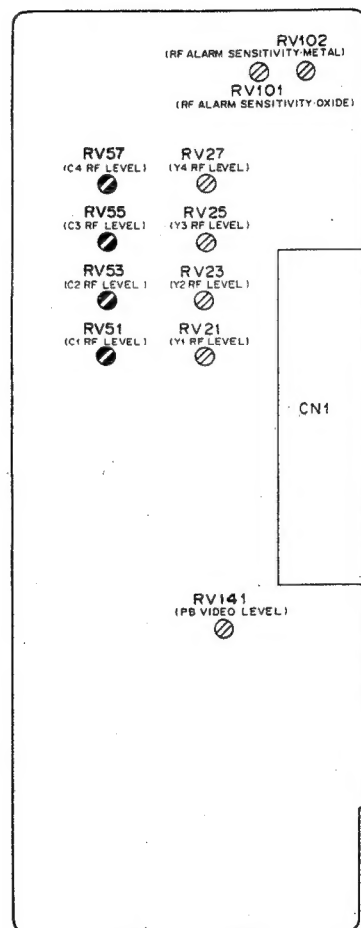 RV102
(RF ALARM SENSITIVITY-METAL)
RV101
(RF ALARM SENSITIVITY-OXIDE)
RV57
(C4 RF LEVEL)
RV27
(Y4 RF LEVEL)
RV55
(C3 RF LEVEL)
RV25
(Y3 RF LEVEL)
RV53
(C2 RF LEVEL)
RV23
(Y2 RF LEVEL)
RV51
(C1 RF LEVEL)
RV21
(Y1 RF LEVEL)
CN1
RV141
(PB VIDEO LEVEL)